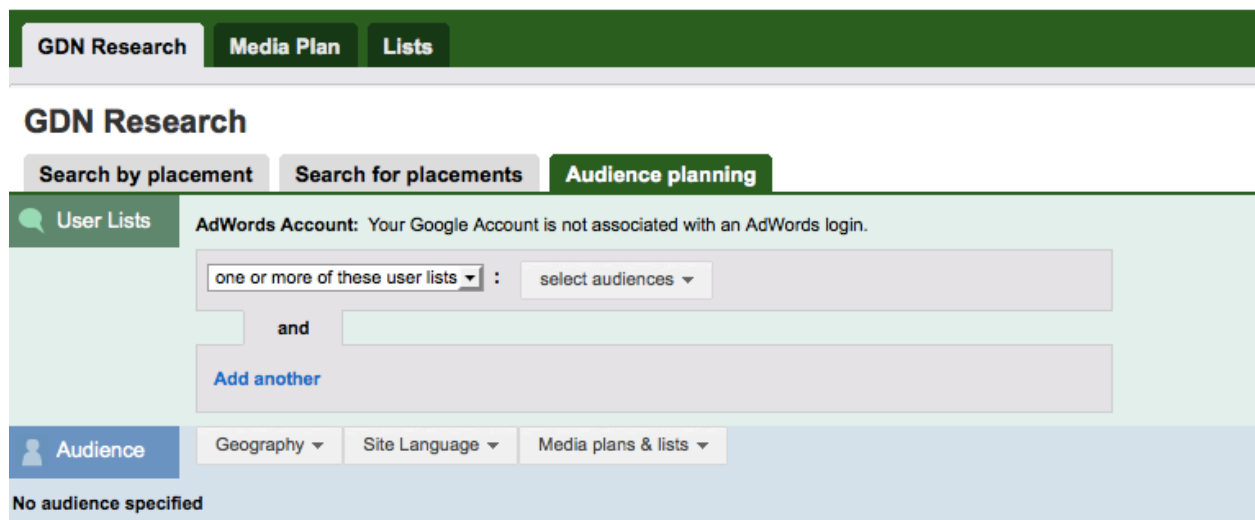 GDN Research Media Plan Lists
GDN Research
Search by placement Search for placements Audience planning
User Lists
AdWords Account: Your Google Account is not associated with an AdWords login.
one or more of these user lists : select audiences
and
Add another
Audience Geography Site Language Media plans & lists
No audience specified